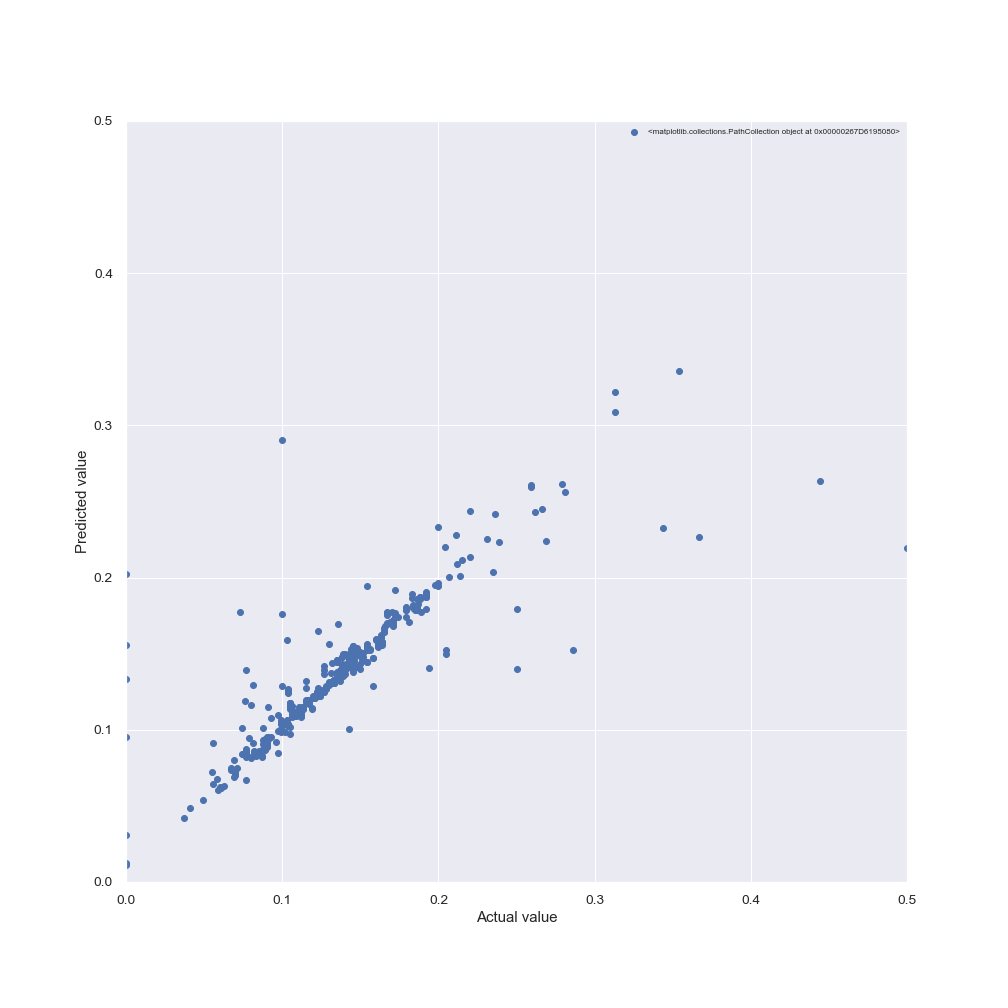 0.5
<matplotlib.collections.PathCollection object at 0x00000267D6195080>
0.4
0.3
Predicted value
0.2
0.1
0.0
0.0 0.1 0.2 0.3 0.4 0.5
Actual value